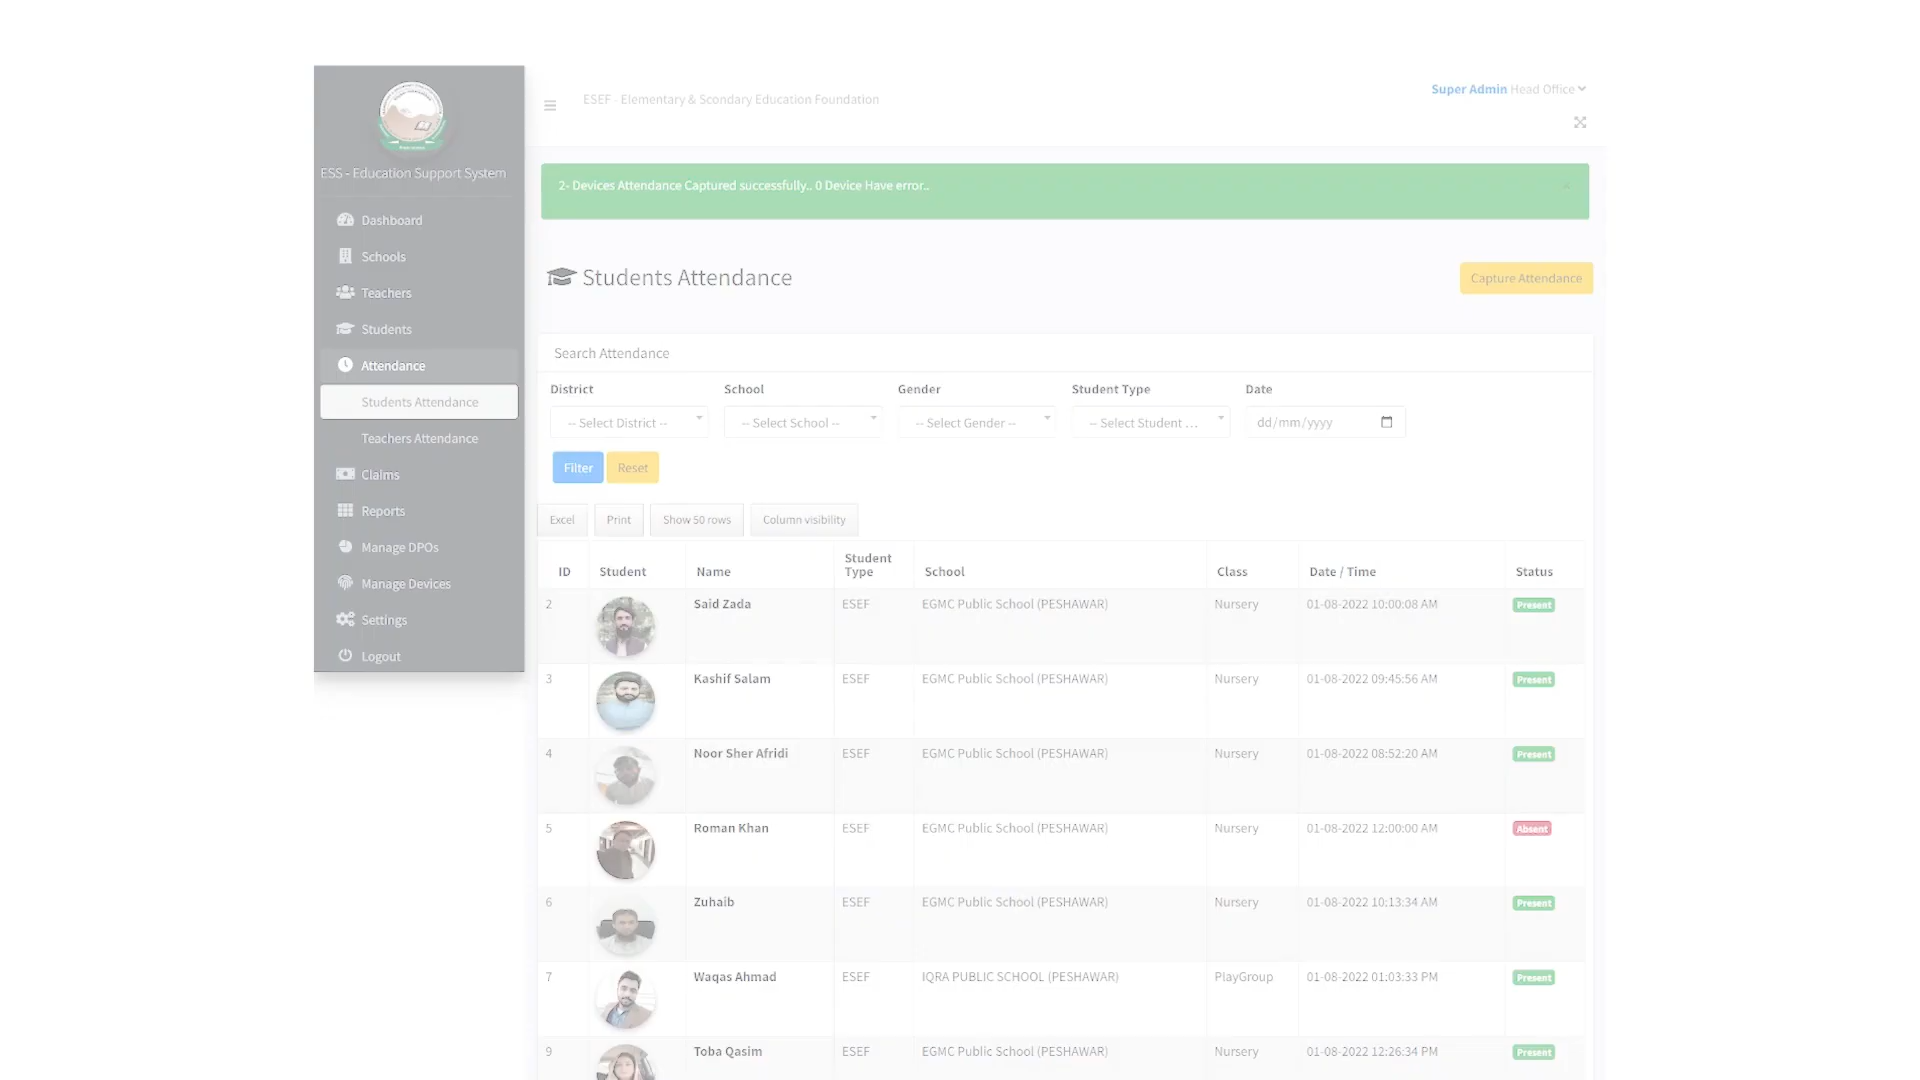 ESS - Education Support System
Dashboard
Schools
Teachers
Students
Attendance
Students Attendance
Teachers Attendance
Claims
Reports
Manage DPOs
Manage Devices
Settings
Logout
ESEF - Elementary & Scondary Education Foundation
Super Admin Head Office
2- Devices Attendance Captured successfully.. 0 Device Have error..
Students Attendance
Capture Attendance
Search Attendance
District School Gender Student Type Date
-- Select District -- -- Select School -- -- Select Gender -- -- Select Student ... dd/mm/yyyy
Filter Reset
Excel Print Show 50 rows Column visibility
ID Student Name Student Type School Class Date / Time Status
2 Said Zada ESEF EGMC Public School (PESHAWAR) Nursery 01-08-2022 10:00:08 AM Present
3 Kashif Salam ESEF EGMC Public School (PESHAWAR) Nursery 01-08-2022 09:45:56 AM Present
4 Noor Sher Afridi ESEF EGMC Public School (PESHAWAR) Nursery 01-08-2022 08:52:20 AM Present
5 Roman Khan ESEF EGMC Public School (PESHAWAR) Nursery 01-08-2022 12:00:00 AM Absent
6 Zuhaib ESEF EGMC Public School (PESHAWAR) Nursery 01-08-2022 10:13:34 AM Present
7 Waqas Ahmad ESEF IQRA PUBLIC SCHOOL (PESHAWAR) PlayGroup 01-08-2022 01:03:33 PM Present
9 Toba Qasim ESEF EGMC Public School (PESHAWAR) Nursery 01-08-2022 12:26:34 PM Present